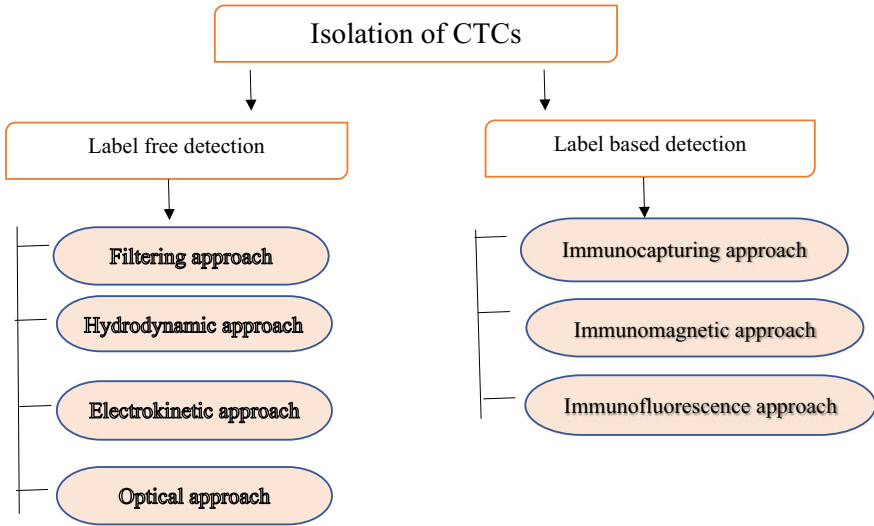 Isolation of CTCs
Label free detection
Filtering approach
Hydrodynamic approach
Electrokinetic approach
Optical approach
Label based detection
Immunocapturing approach
Immunomagnetic approach
Immunofluorescence approach